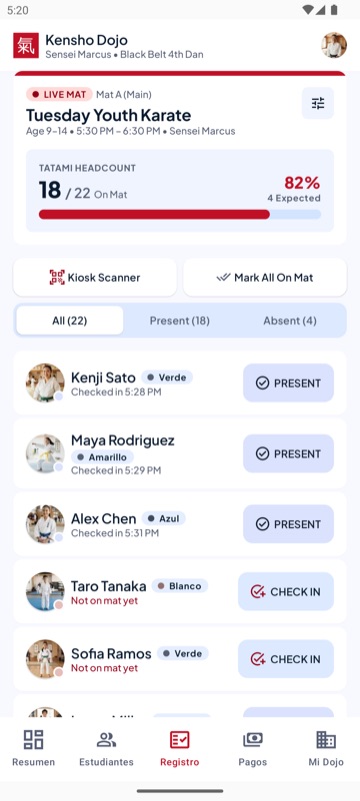 5:20
氣 Kensho Dojo
Sensei Marcus • Black Belt 4th Dan
LIVE MAT Mat A (Main)
Tuesday Youth Karate
Age 9–14 • 5:30 PM – 6:30 PM • Sensei Marcus
TATAMI HEADCOUNT
18 / 22 On Mat
82%
4 Expected
Kiosk Scanner
Mark All On Mat
All (22)
Present (18)
Absent (4)
Kenji Sato
Verde
Checked in 5:28 PM
PRESENT
Maya Rodriguez
Amarillo
Checked in 5:29 PM
PRESENT
Alex Chen
Azul
Checked in 5:31 PM
PRESENT
Taro Tanaka
Blanco
Not on mat yet
CHECK IN
Sofia Ramos
Verde
Not on mat yet
CHECK IN
Resumen
Estudiantes
Registro
Pagos
Mi Dojo